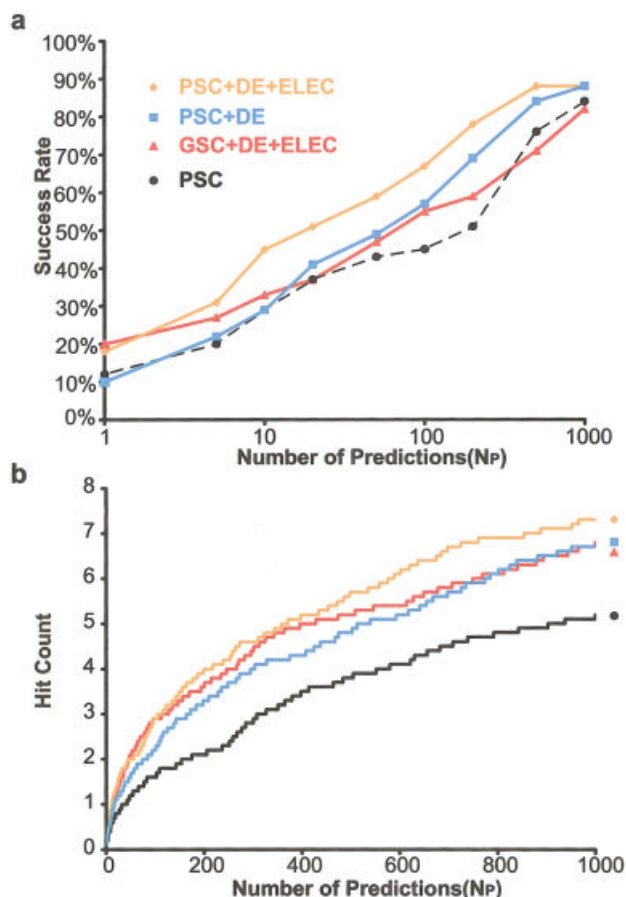 a
100%
90%
80%
70%
60%
50%
40%
30%
20%
10%
0%
Success Rate
PSC+DE+ELEC
PSC+DE
GSC+DE+ELEC
PSC
1 10 100 1000
Number of Predictions(NP)
b
8
7
6
5
4
3
2
1
0
Hit Count
0 200 400 600 800 1000
Number of Predictions(NP)